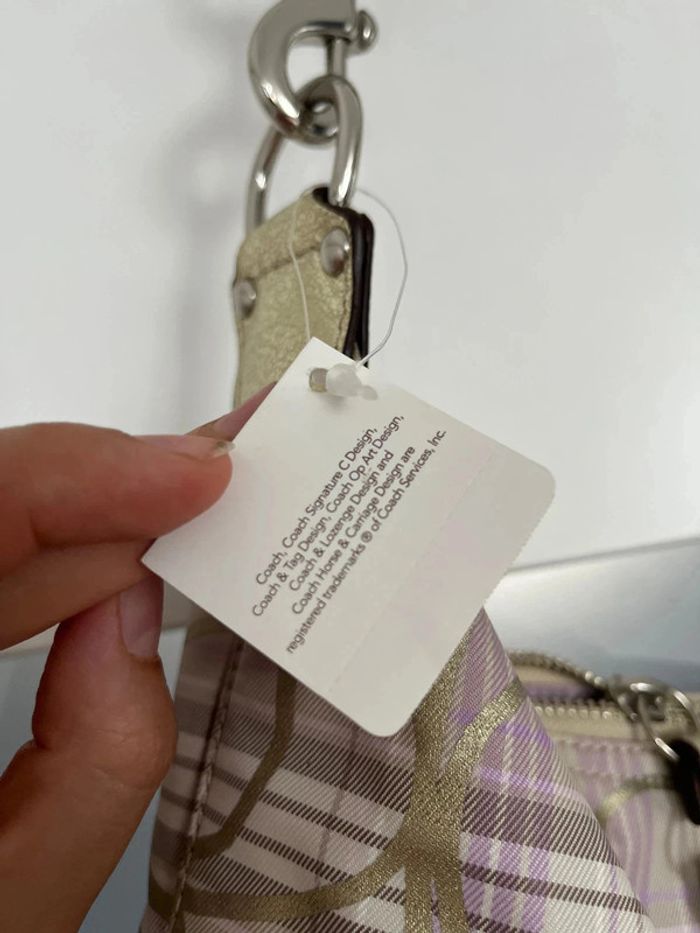 Coach, Coach Signature C Design,
Coach & Tag Design, Coach Op Art Design,
Coach & Lozenge Design and
Coach Horse & Carriage Design are
registered trademarks ® of Coach Services, Inc.